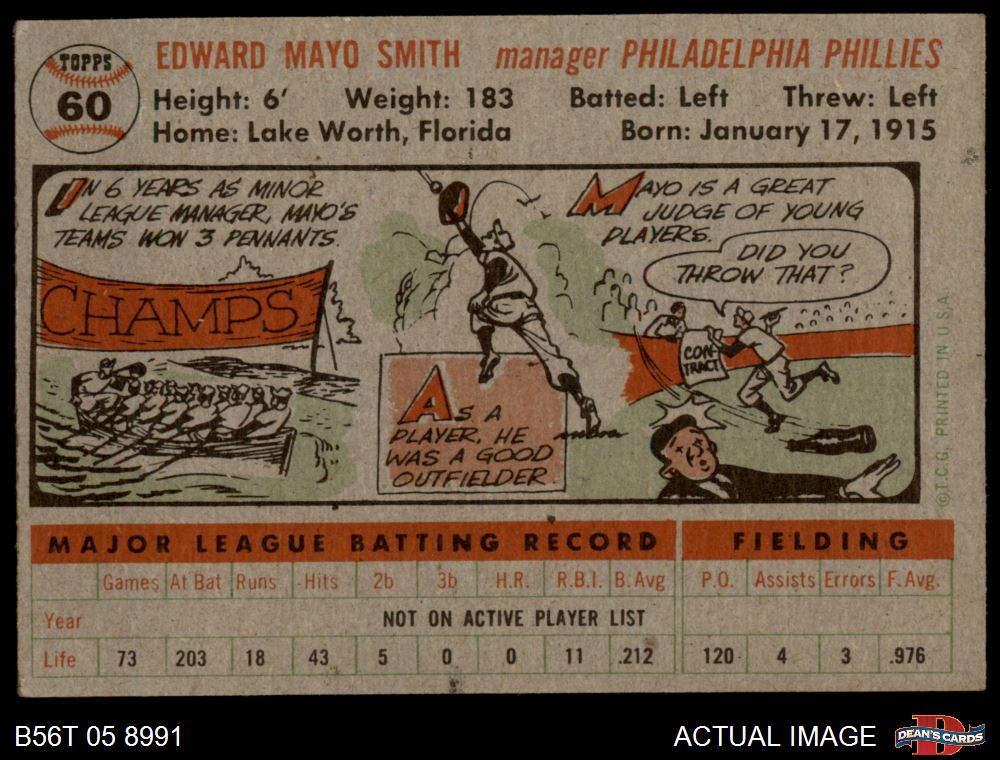 TOPPS
60
EDWARD MAYO SMITH manager PHILADELPHIA PHILLIES
Height: 6' Weight: 183 Batted: Left Threw: Left
Home: Lake Worth, Florida Born: January 17, 1915
IN 6 YEARS AS MINOR
LEAGUE MANAGER, MAYO'S
TEAMS WON 3 PENNANTS.
CHAMPS
AS A
PLAYER, HE
WAS A GOOD
OUTFIELDER
MAYO IS A GREAT
JUDGE OF YOUNG
PLAYERS.
DID YOU
THROW THAT?
CON-
TRACT
© T.C.G. PRINTED IN U.S.A.
MAJOR LEAGUE BATTING RECORD FIELDING
Games At Bat Runs Hits 2b 3b H.R. R.B.I. B. Avg P.O. Assists Errors F. Avg.
Year NOT ON ACTIVE PLAYER LIST
Life 73 203 18 43 5 0 0 11 .212 120 4 3 .976
B56T 05 8991 ACTUAL IMAGE
DEAN'S CARDS